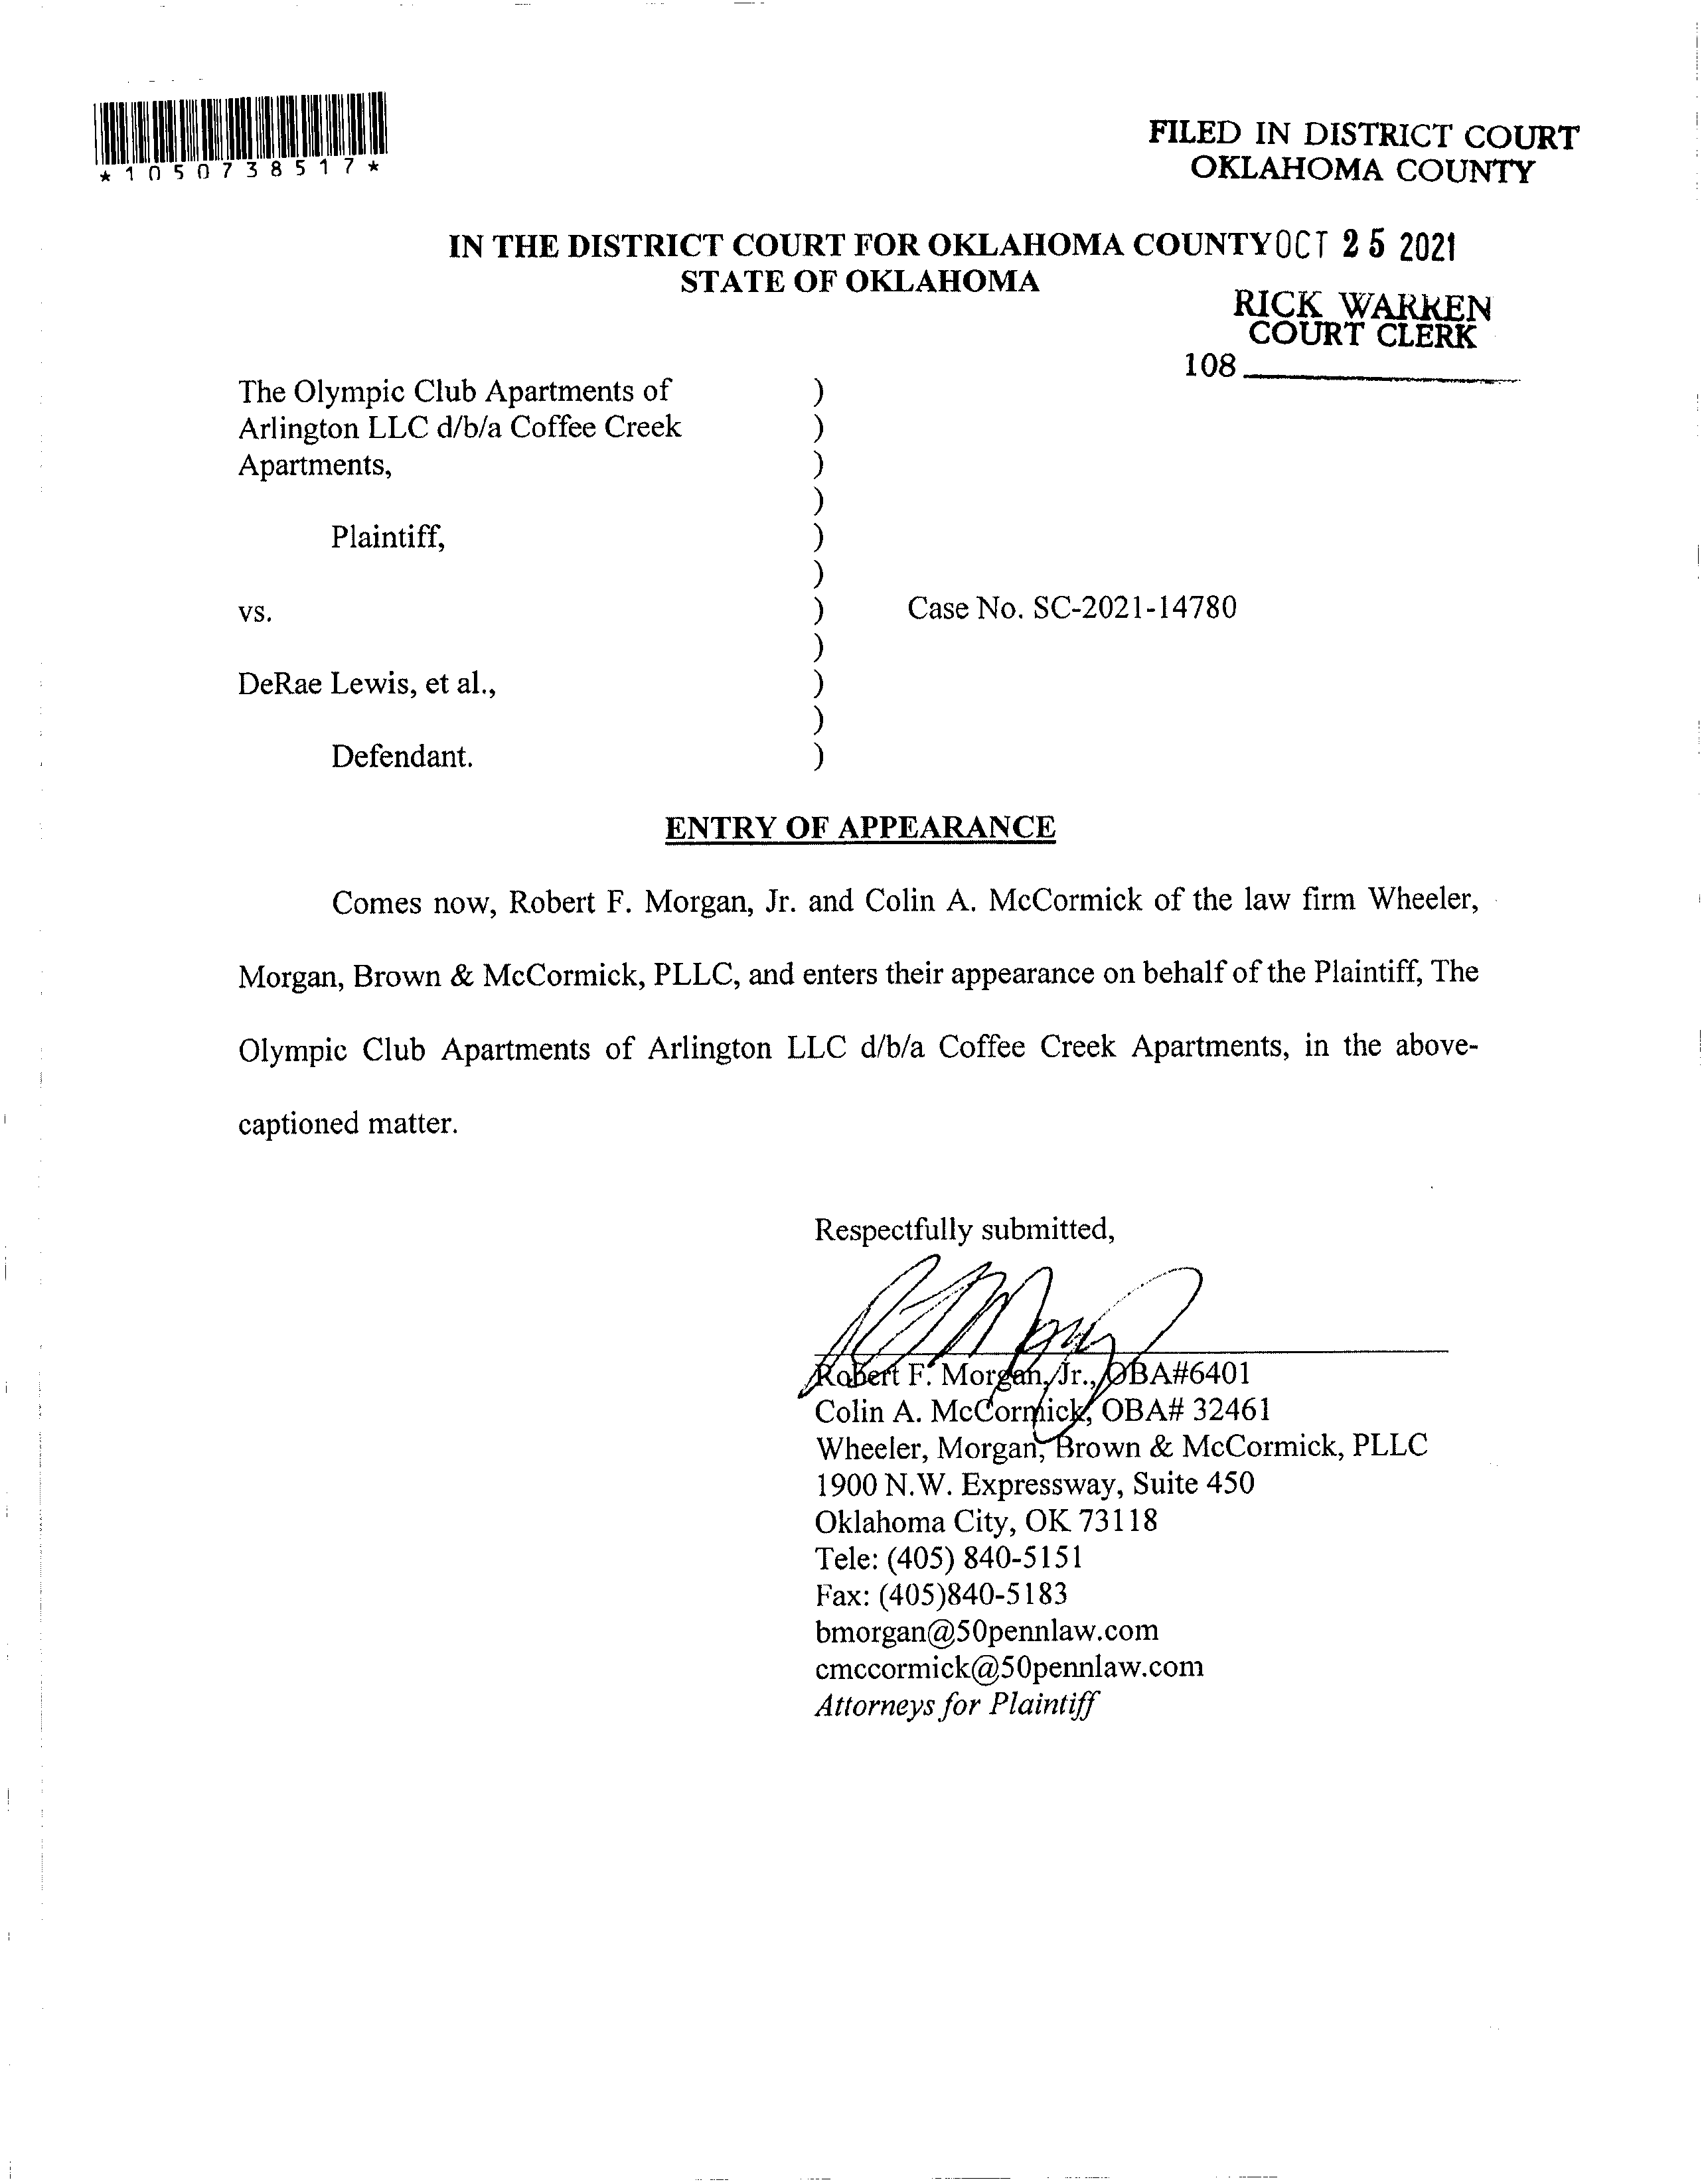 *1050738517*
FILED IN DISTRICT COURT
OKLAHOMA COUNTY
IN THE DISTRICT COURT FOR OKLAHOMA COUNTY OCT 25 2021
STATE OF OKLAHOMA
RICK WARREN
COURT CLERK
108
The Olympic Club Apartments of )
Arlington LLC d/b/a Coffee Creek )
Apartments, )
)
Plaintiff, )
)
vs. ) Case No. SC-2021-14780
)
DeRae Lewis, et al., )
)
Defendant. )
ENTRY OF APPEARANCE
Comes now, Robert F. Morgan, Jr. and Colin A. McCormick of the law firm Wheeler,
Morgan, Brown & McCormick, PLLC, and enters their appearance on behalf of the Plaintiff, The
Olympic Club Apartments of Arlington LLC d/b/a Coffee Creek Apartments, in the above-
captioned matter.
Respectfully submitted,
Robert F. Morgan, Jr., OBA#6401
Colin A. McCormick, OBA# 32461
Wheeler, Morgan, Brown & McCormick, PLLC
1900 N.W. Expressway, Suite 450
Oklahoma City, OK 73118
Tele: (405) 840-5151
Fax: (405)840-5183
bmorgan@50pennlaw.com
cmccormick@50pennlaw.com
Attorneys for Plaintiff